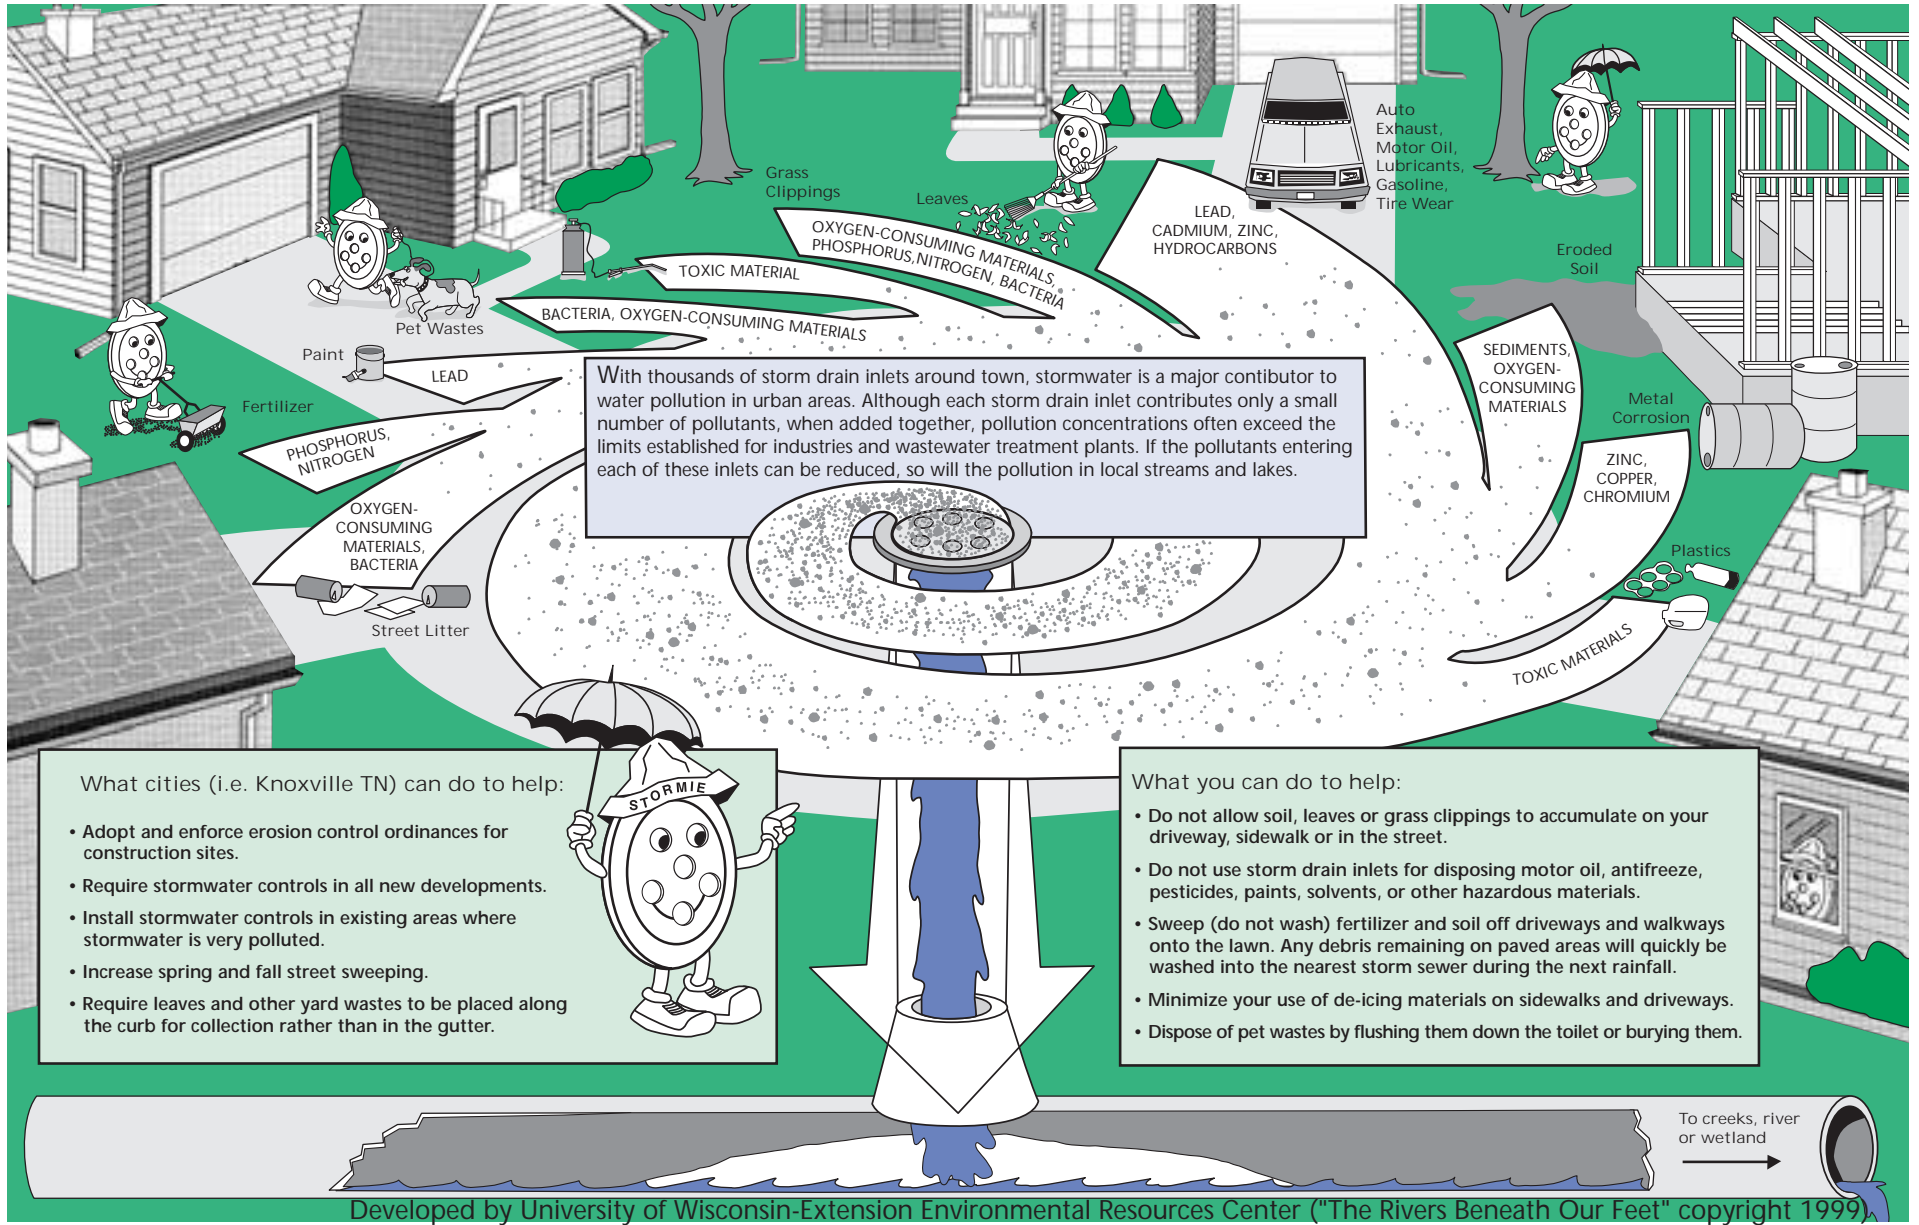 Auto
Exhaust,
Motor Oil,
Lubricants,
Gasoline,
Tire Wear
Grass
Clippings
Leaves
LEAD,
CADMIUM, ZINC,
HYDROCARBONS
OXYGEN-CONSUMING MATERIALS,
PHOSPHORUS, NITROGEN, BACTERIA
TOXIC MATERIAL
BACTERIA, OXYGEN-CONSUMING MATERIALS
Pet Wastes
Paint
LEAD
Fertilizer
PHOSPHORUS,
NITROGEN
OXYGEN-
CONSUMING
MATERIALS,
BACTERIA
Street Litter
Eroded
Soil
SEDIMENTS,
OXYGEN-
CONSUMING
MATERIALS
Metal
Corrosion
ZINC,
COPPER,
CHROMIUM
Plastics
TOXIC MATERIALS
With thousands of storm drain inlets around town, stormwater is a major contibutor to
water pollution in urban areas. Although each storm drain inlet contributes only a small
number of pollutants, when added together, pollution concentrations often exceed the
limits established for industries and wastewater treatment plants. If the pollutants entering
each of these inlets can be reduced, so will the pollution in local streams and lakes.
What cities (i.e. Knoxville TN) can do to help:
• Adopt and enforce erosion control ordinances for
construction sites.
• Require stormwater controls in all new developments.
• Install stormwater controls in existing areas where
stormwater is very polluted.
• Increase spring and fall street sweeping.
• Require leaves and other yard wastes to be placed along
the curb for collection rather than in the gutter.
STORMIE
What you can do to help:
• Do not allow soil, leaves or grass clippings to accumulate on your
driveway, sidewalk or in the street.
• Do not use storm drain inlets for disposing motor oil, antifreeze,
pesticides, paints, solvents, or other hazardous materials.
• Sweep (do not wash) fertilizer and soil off driveways and walkways
onto the lawn. Any debris remaining on paved areas will quickly be
washed into the nearest storm sewer during the next rainfall.
• Minimize your use of de-icing materials on sidewalks and driveways.
• Dispose of pet wastes by flushing them down the toilet or burying them.
To creeks, river
or wetland
Developed by University of Wisconsin-Extension Environmental Resources Center ("The Rivers Beneath Our Feet" copyright 1999)